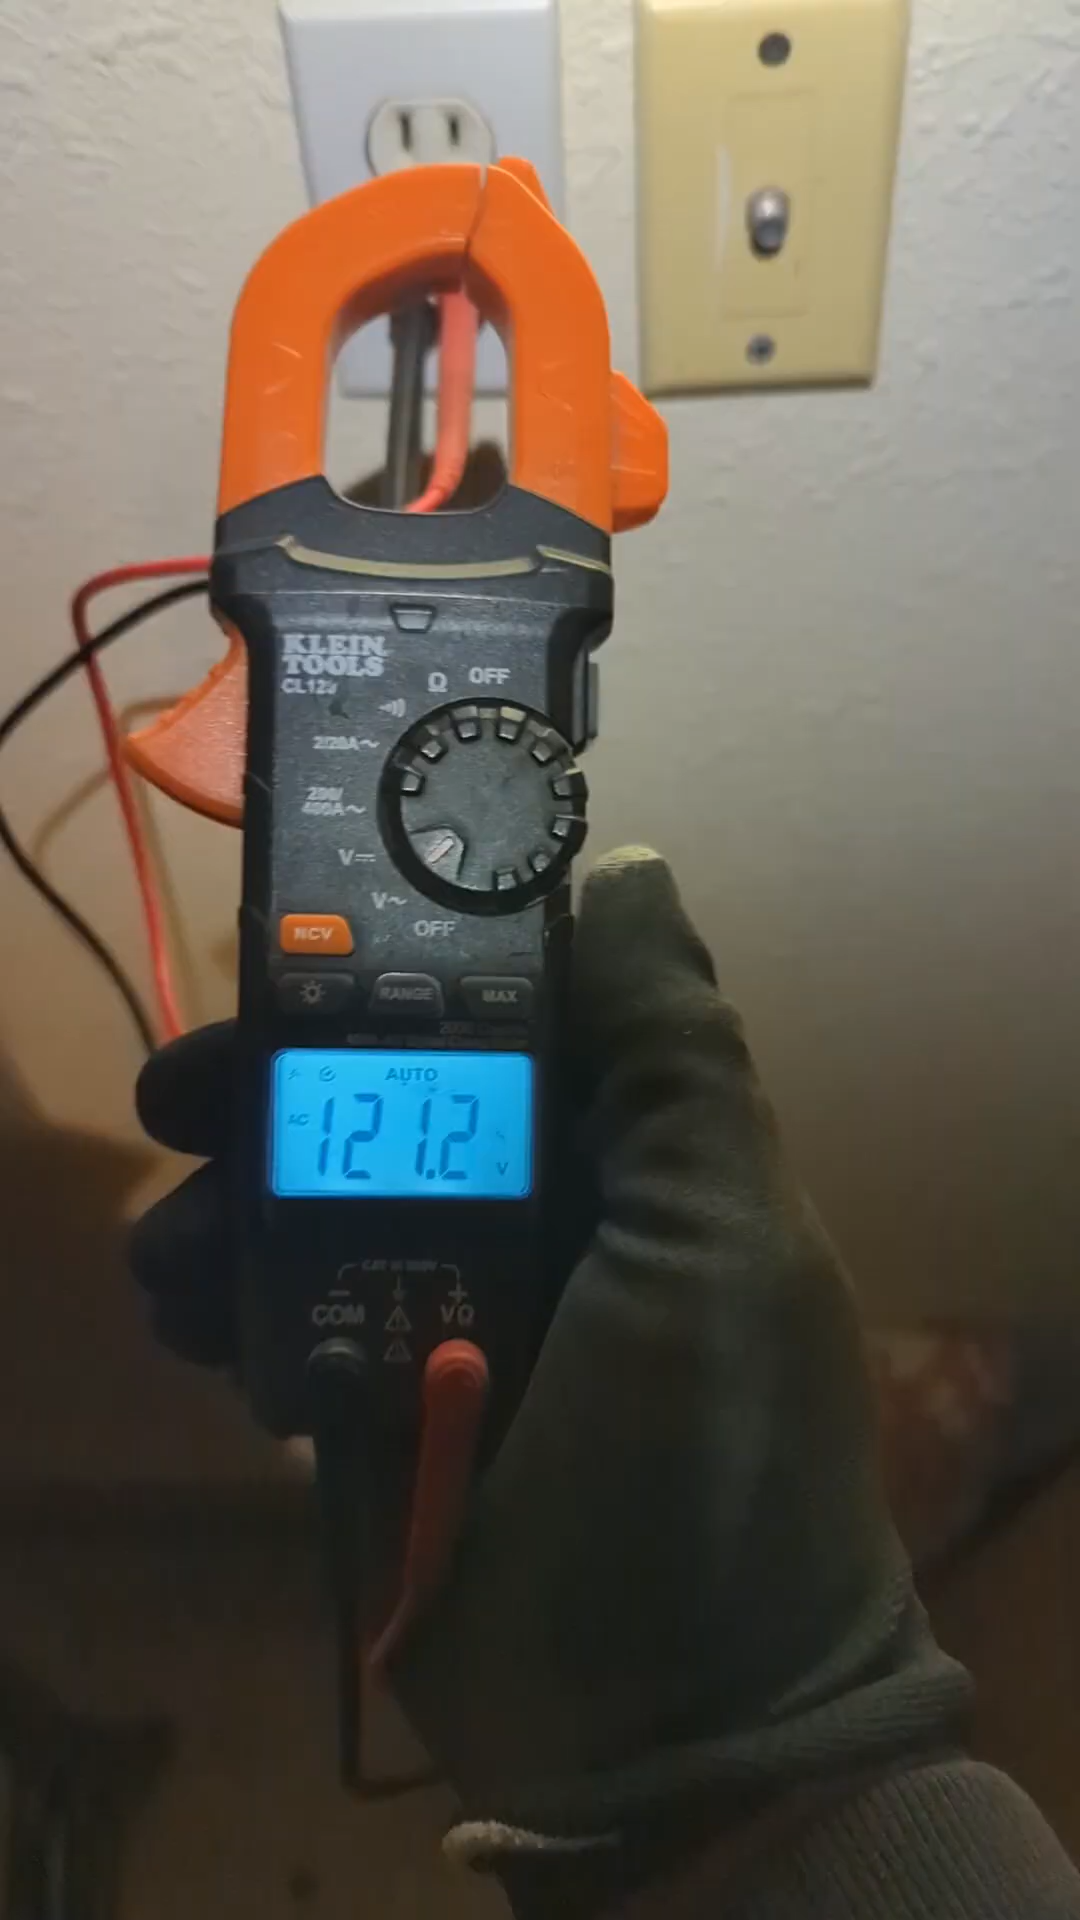 KLEIN
TOOLS
Ω
OFF
2/20A~
200/
400A~
V⎓
V~
OFF
NCV
RANGE
MAX
AUTO
AC
121.2
V
COM
VΩ